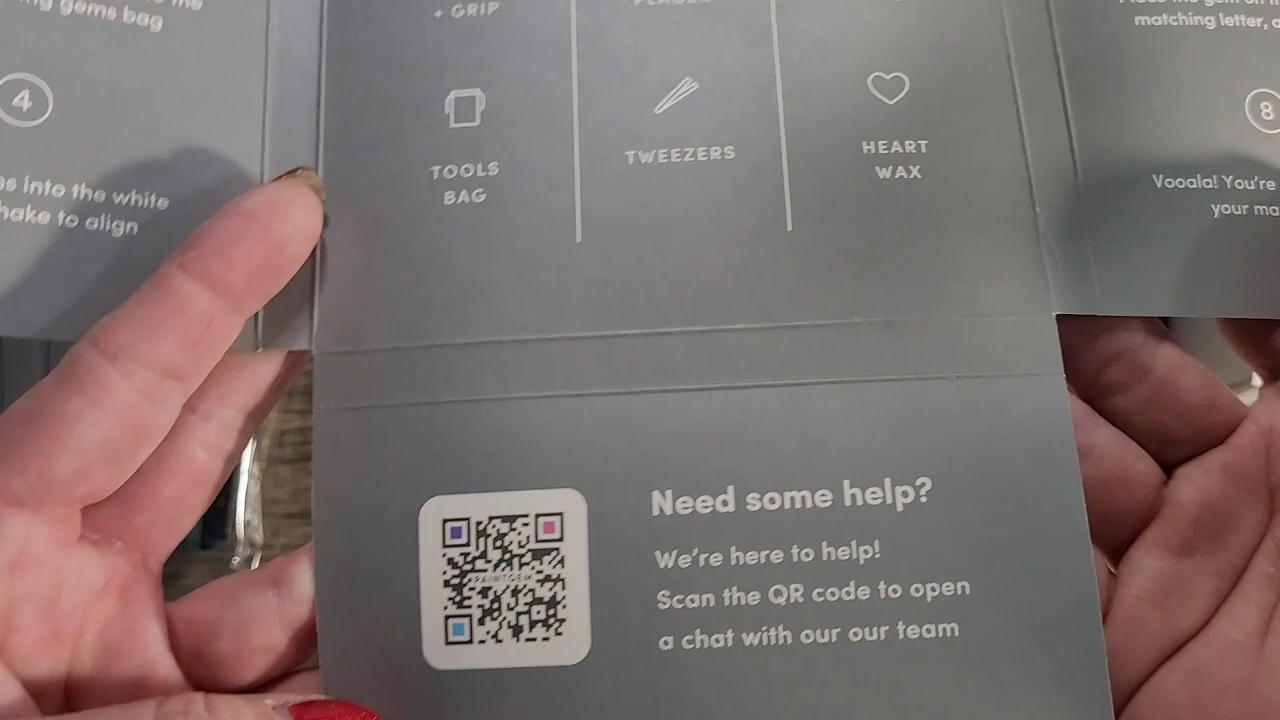 ng gems bag
4
into the white
to align
+ GRIP
TOOLS
BAG
TWEEZERS
HEART
WAX
matching letter, a
8
Vooala! You're
your ma
Need some help?
We're here to help!
Scan the QR code to open
a chat with our our team